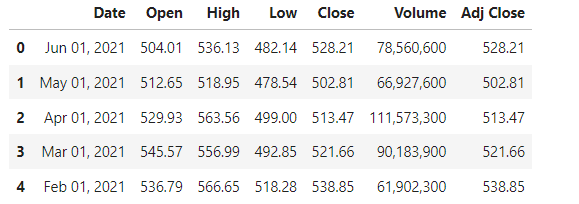 Date Open High Low Close Volume Adj Close
0 Jun 01, 2021 504.01 536.13 482.14 528.21 78,560,600 528.21
1 May 01, 2021 512.65 518.95 478.54 502.81 66,927,600 502.81
2 Apr 01, 2021 529.93 563.56 499.00 513.47 111,573,300 513.47
3 Mar 01, 2021 545.57 556.99 492.85 521.66 90,183,900 521.66
4 Feb 01, 2021 536.79 566.65 518.28 538.85 61,902,300 538.85